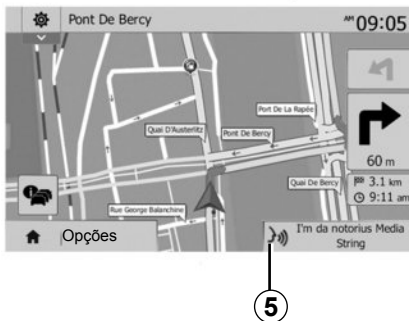 Pont De Bercy
AM 09:05
Port De La Rapée
Quai D'Austerlitz
Pont De Bercy
60 m
Quai De Bercy
3.1 km
9:11 am
Rue George Balanchine
Opções
I'm da notorius Media
String
5